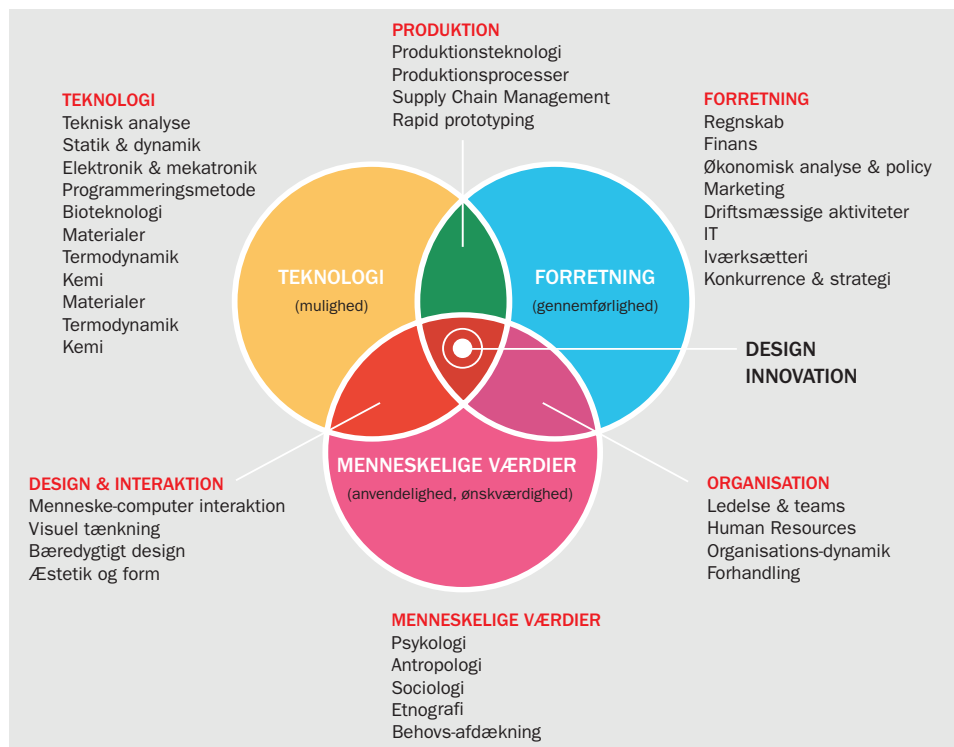 PRODUKTION
Produktionsteknologi
Produktionsprocesser
Supply Chain Management
Rapid prototyping
TEKNOLOGI
Teknisk analyse
Statik & dynamik
Elektronik & mekatronik
Programmeringsmetode
Bioteknologi
Materialer
Termodynamik
Kemi
Materialer
Termodynamik
Kemi
FORRETNING
Regnskab
Finans
Økonomisk analyse & policy
Marketing
Driftsmæssige aktiviteter
IT
Iværksætteri
Konkurrence & strategi
TEKNOLOGI
(mulighed)
FORRETNING
(gennemførlighed)
DESIGN
INNOVATION
MENNESKELIGE VÆRDIER
(anvendelighed, ønskværdighed)
DESIGN & INTERAKTION
Menneske-computer interaktion
Visuel tænkning
Bæredygtigt design
Æstetik og form
ORGANISATION
Ledelse & teams
Human Resources
Organisations-dynamik
Forhandling
MENNESKELIGE VÆRDIER
Psykologi
Antropologi
Sociologi
Etnografi
Behovs-afdækning